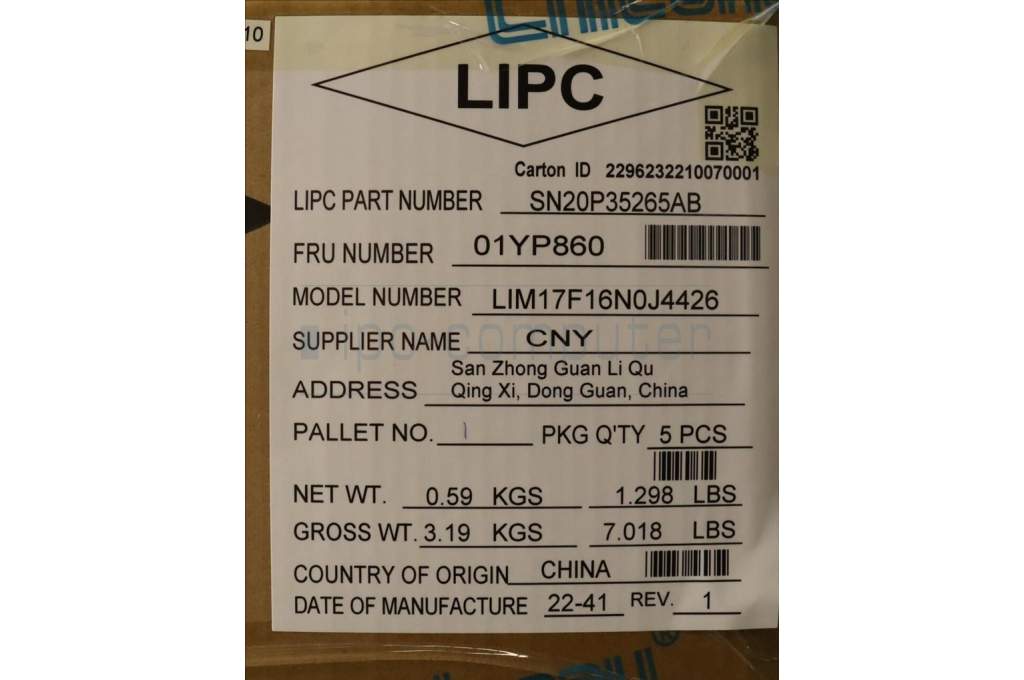 10
LIPC
Carton ID 2296232210070001
LIPC PART NUMBER SN20P35265AB
FRU NUMBER 01YP860
MODEL NUMBER LIM17F16N0J4426
ipc computer
SUPPLIER NAME CNY
San Zhong Guan Li Qu
ADDRESS Qing Xi, Dong Guan, China
PALLET NO. 1 PKG Q'TY 5 PCS
NET WT. 0.59 KGS 1.298 LBS
GROSS WT. 3.19 KGS 7.018 LBS
COUNTRY OF ORIGIN CHINA
DATE OF MANUFACTURE 22-41 REV. 1
®